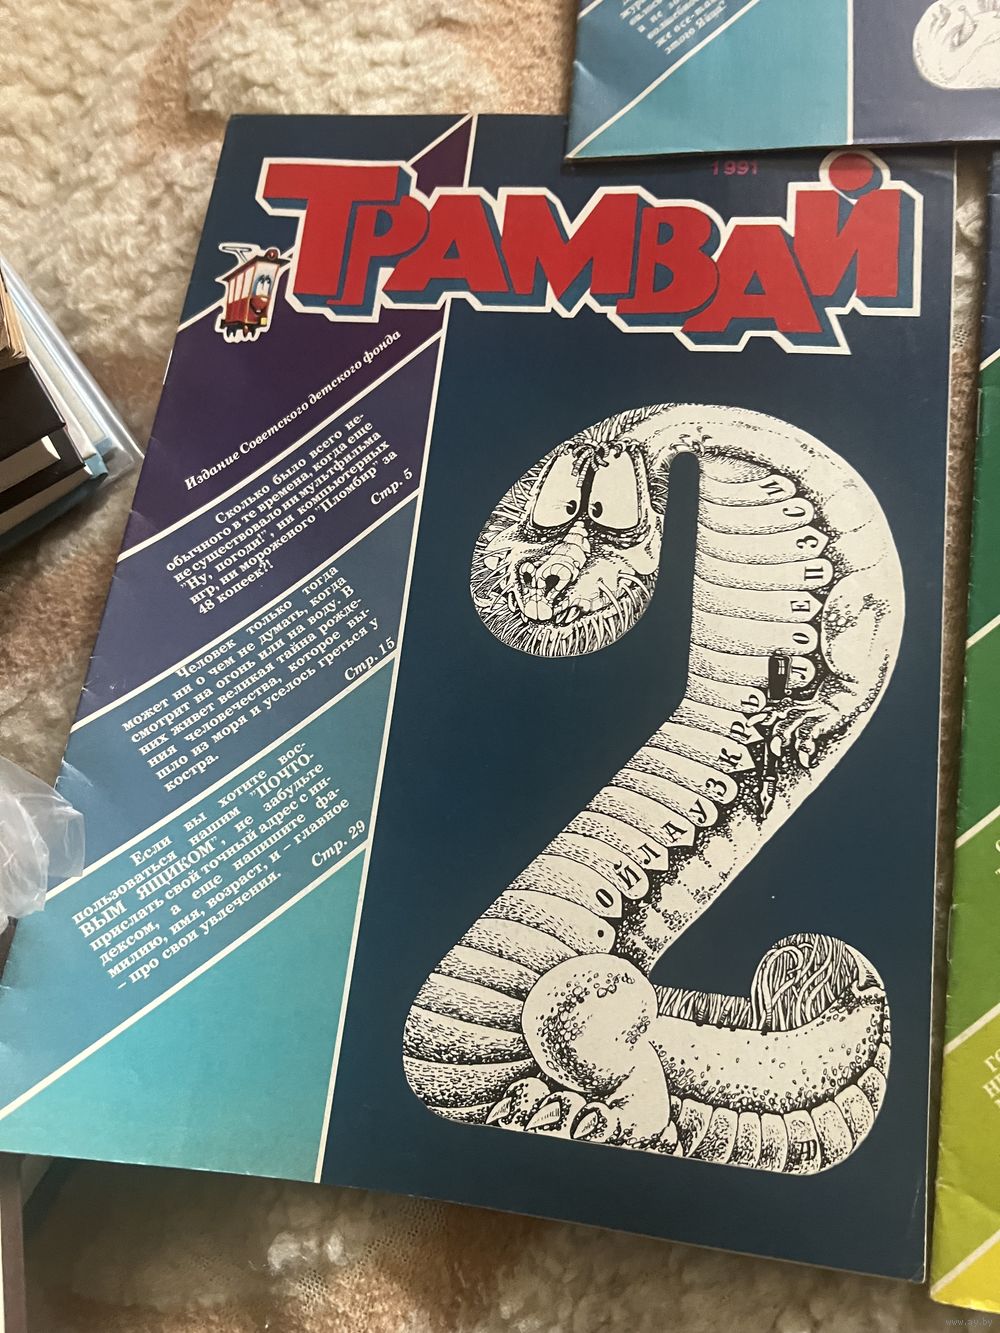 1991
ТРАМВАЙ
Издание Советского детского фонда
Сколько было всего не-
обычного в те времена, когда еще
не существовало ни мультфильма
"Ну, погоди!", ни компьютерных
игр, ни мороженого "Пломбир" за
48 копеек?!
Стр. 5
Человек только тогда
может ни о чем не думать, когда
смотрит на огонь или на воду. В
них живет великая тайна рожде-
ния человечества, которое вы-
шло из моря и уселось греться у
костра.
Стр. 15
Если вы хотите вос-
пользоваться нашим "ПОЧТО-
ВЫМ ЯЩИКОМ", не забудьте
прислать свой точный адрес с ин-
дексом, а еще напишите фа-
милию, имя, возраст, и – главное
– про свои увлечения.
Стр. 29
И
С
З
П
Е
О
Л
Ь
Р
К
З
У
А
Л
Й
О
www.ay.by